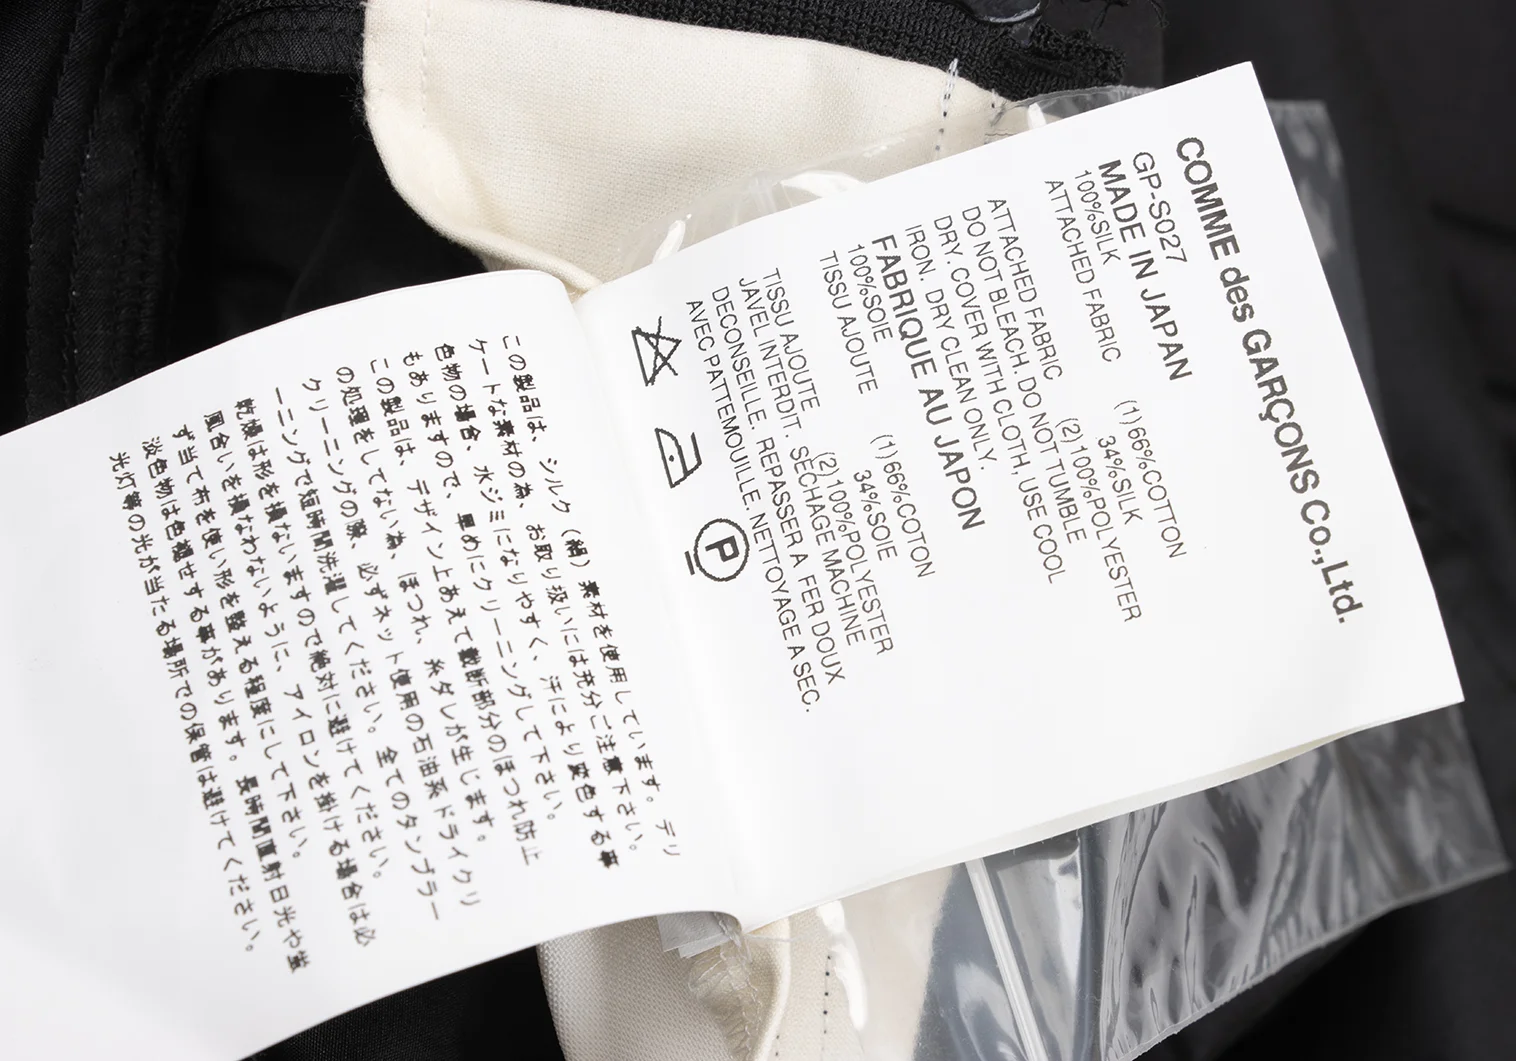 COMME des GARÇONS Co.,Ltd.
GP-S027
MADE IN JAPAN
100%SILK (1)66%COTTON
34%SILK
ATTACHED FABRIC (2)100%POLYESTER
ATTACHED FABRIC
DO NOT BLEACH. DO NOT TUMBLE
DRY. COVER WITH CLOTH. USE COOL
IRON. DRY CLEAN ONLY.
FABRIQUE AU JAPON
100%SOIE (1)66%COTON
34%SOIE
TISSU AJOUTE (2)100%POLYESTER
TISSU AJOUTE
JAVEL INTERDIT. SECHAGE MACHINE
DECONSEILLE. REPASSER A FER DOUX
AVEC PATTEMOUILLE. NETTOYAGE A SEC.
P
この製品は、シルク(絹)素材を使用しています。デリ
ケートな素材の為、お取り扱いには充分ご注意下さい。
色物の場合、水ジミになりやすく、汗により変色する事
もありますので、早めにクリーニングして下さい。
この製品は、デザイン上あえて裁断部分のほつれ防止
の処理をしてない為、ほつれ、糸ダレが生じます。
クリーニングの際、必ずネット使用の石油系ドライクリ
ーニングで短時間洗濯してください。全てのタンブラー
乾燥は形を損ないますので絶対に避けてください。
風合いを損なわないように、アイロンを掛ける場合は必
ず当て布を使い形を整える程度にして下さい。
淡色物は色褪せする事があります。長時間直射日光や蛍
光灯等の光が当たる場所での保管は避けてください。